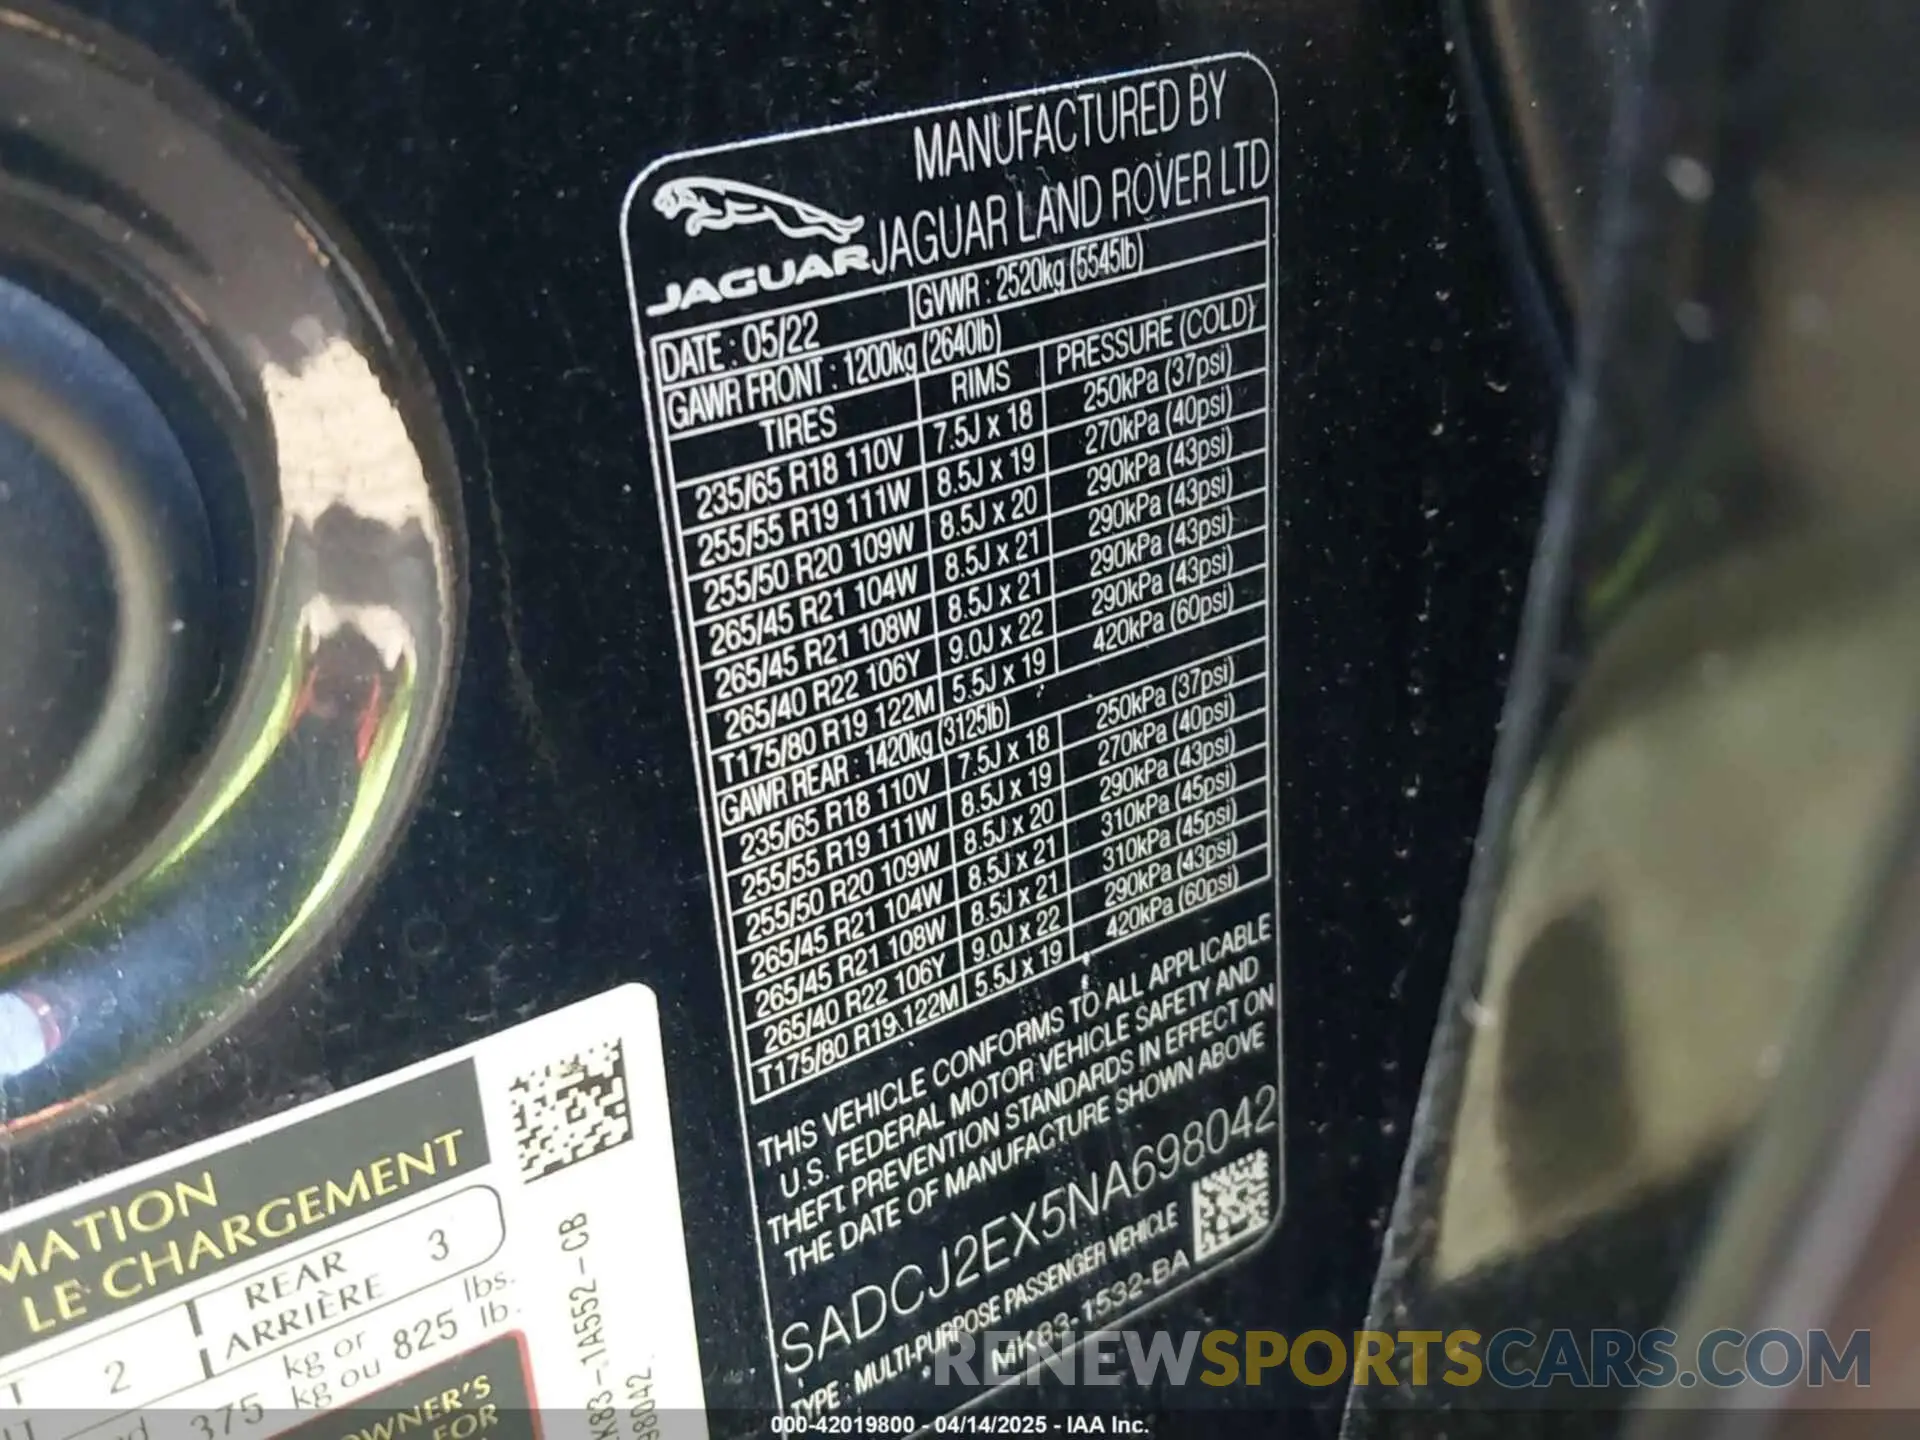 MANUFACTURED BY
JAGUAR LAND ROVER LTD
JAGUAR
DATE : 05/22 GVWR : 2520kg (5545lb)
GAWR FRONT : 1200kg (2640lb)
TIRES RIMS PRESSURE (COLD)
235/65 R18 110V 7.5J x 18 250kPa (37psi)
255/55 R19 111W 8.5J x 19 270kPa (40psi)
255/50 R20 109W 8.5J x 20 290kPa (43psi)
265/45 R21 104W 8.5J x 21 290kPa (43psi)
265/45 R21 108W 8.5J x 21 290kPa (43psi)
265/40 R22 106Y 9.0J x 22 290kPa (43psi)
T175/80 R19 122M 5.5J x 19 420kPa (60psi)
GAWR REAR : 1420kg (3125lb)
235/65 R18 110V 7.5J x 18 250kPa (37psi)
255/55 R19 111W 8.5J x 19 270kPa (40psi)
255/50 R20 109W 8.5J x 20 290kPa (43psi)
265/45 R21 104W 8.5J x 21 310kPa (45psi)
265/45 R21 108W 8.5J x 21 310kPa (45psi)
265/40 R22 106Y 9.0J x 22 290kPa (43psi)
T175/80 R19 122M 5.5J x 19 420kPa (60psi)
THIS VEHICLE CONFORMS TO ALL APPLICABLE
U.S. FEDERAL MOTOR VEHICLE SAFETY AND
THEFT PREVENTION STANDARDS IN EFFECT ON
THE DATE OF MANUFACTURE SHOWN ABOVE
SADCJ2EX5NA698042
TYPE : MULTI-PURPOSE PASSENGER VEHICLE
MK83-1532-BA
MATION
LE CHARGEMENT
2 REAR 3
ARRIÈRE
375 kg or 825 lbs.
kg ou lb.
OWNER'S
FOR
K83-1A552-CB
98042
RENEWSPORTSCARS.COM
000-42019800 - 04/14/2025 - IAA Inc.